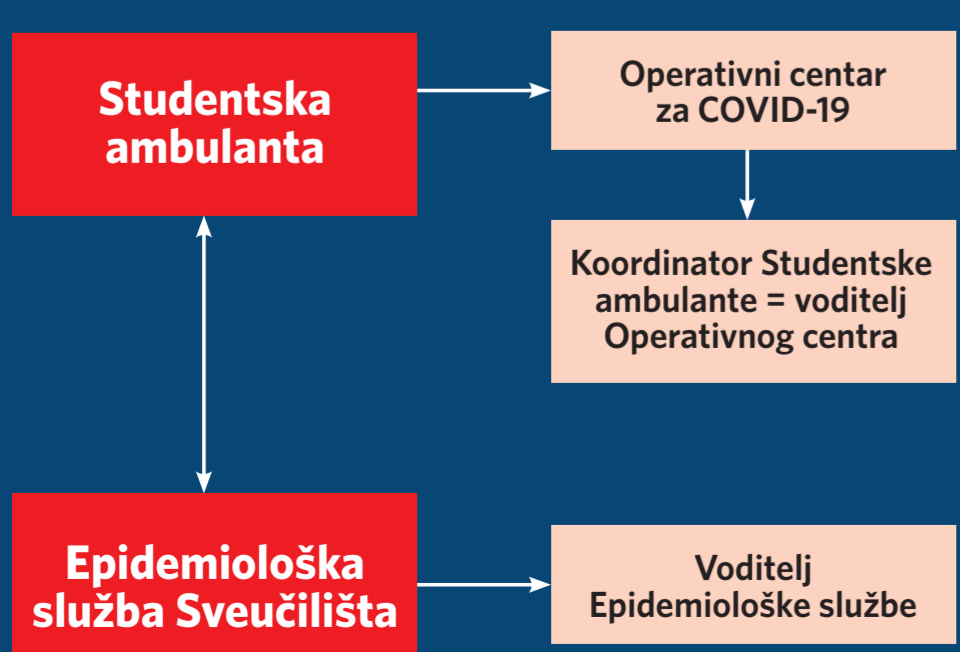 Studentska
ambulanta
Operativni centar
za COVID-19
Koordinator Studentske
ambulante = voditelj
Operativnog centra
Epidemiološka
služba Sveučilišta
Voditelj
Epidemiološke službe